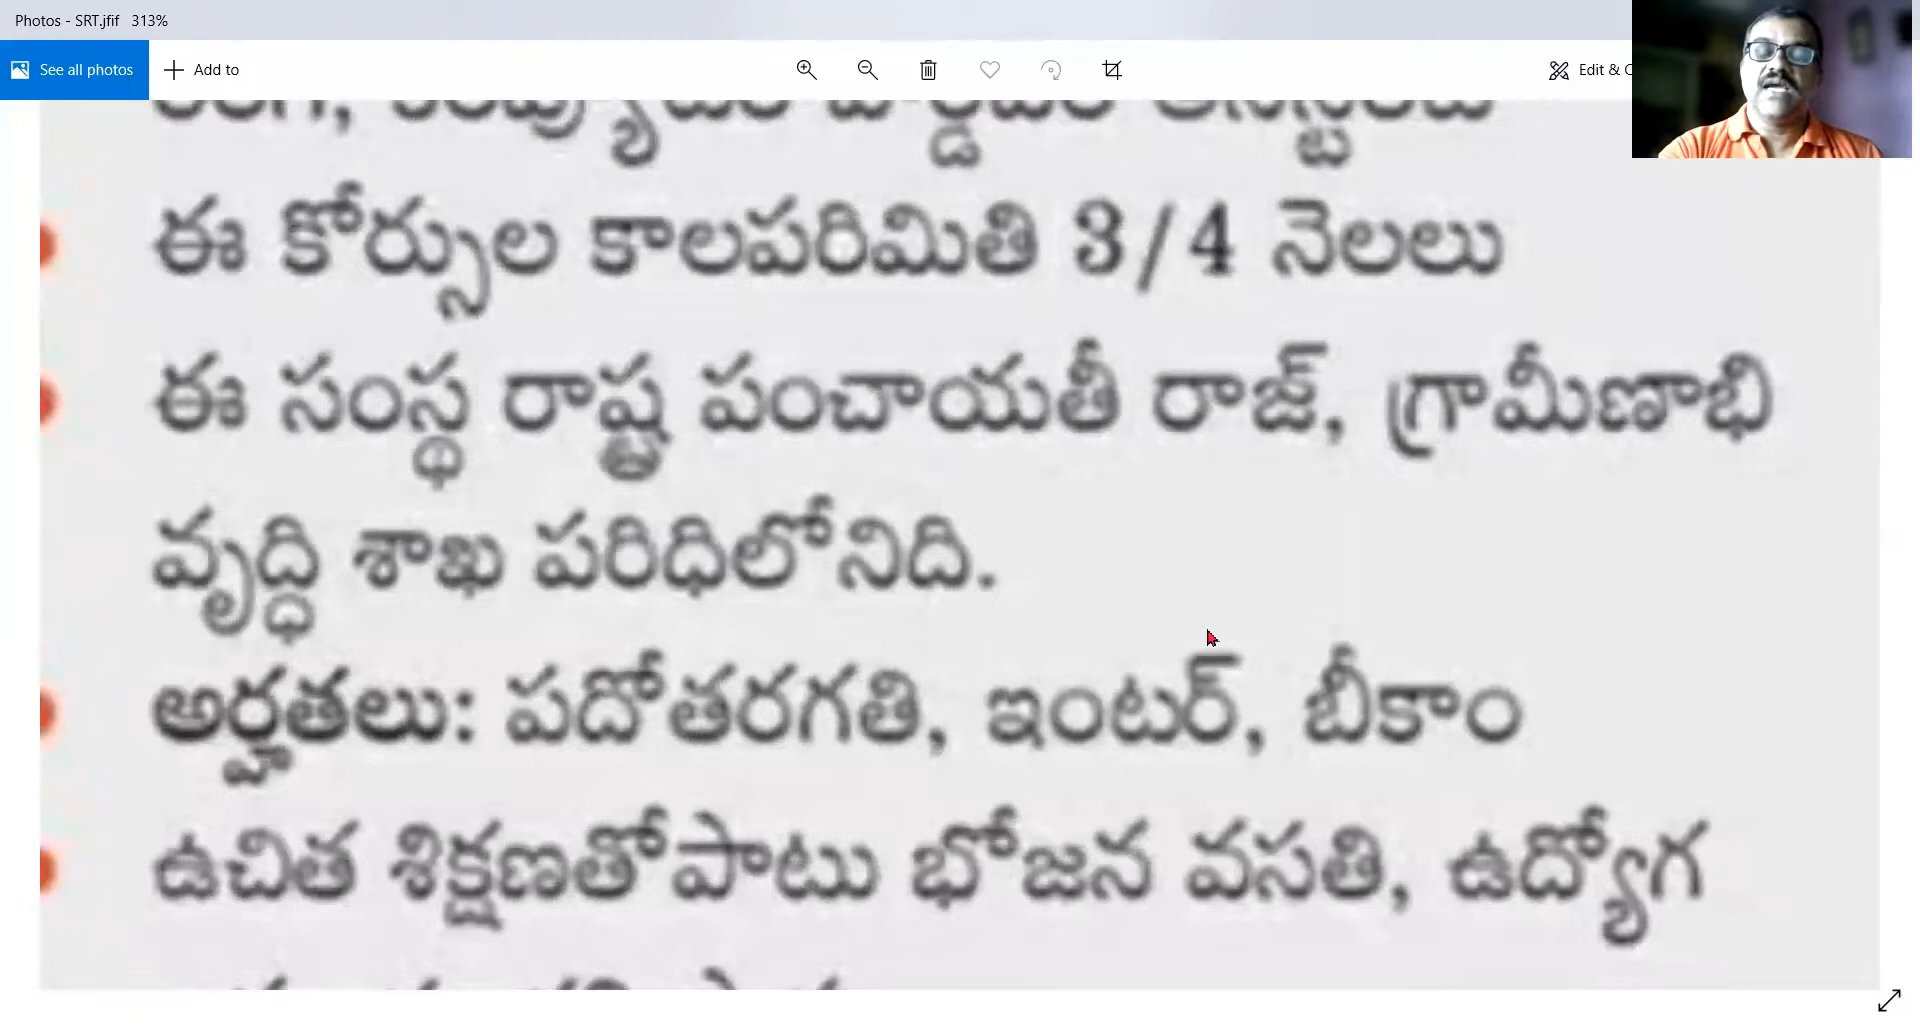 Photos - SRT.jfif 313%
See all photos
Add to
Edit &
ఈ కోర్సుల కాలపరిమితి 3/4 నెలలు
ఈ సంస్థ రాష్ట్ర పంచాయతీ రాజ్, గ్రామీణాభి
వృద్ధి శాఖ పరిధిలోనిది.
అర్హతలు: పదోతరగతి, ఇంటర్, బీకాం
ఉచిత శిక్షణతోపాటు భోజన వసతి, ఉద్యోగ